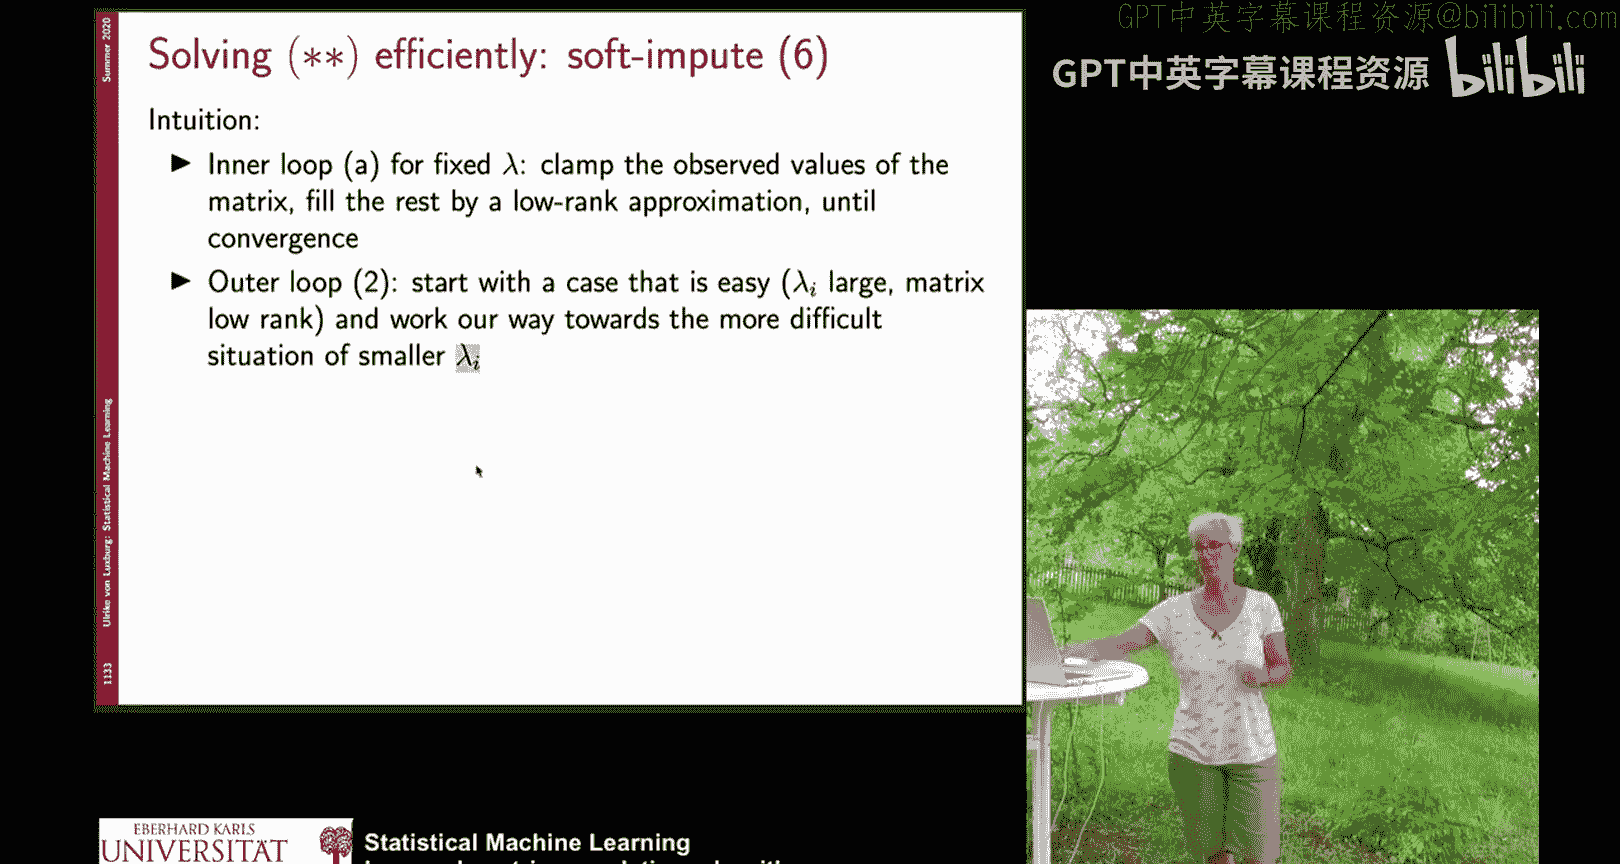 GPT中英字幕课程资源@bilibili.com
GPT中英字幕课程资源 bilibili
Summer 2020
Solving (∗∗) efficiently: soft-impute (6)
Intuition:
▶ Inner loop (a) for fixed λ: clamp the observed values of the
matrix, fill the rest by a low-rank approximation, until
convergence
▶ Outer loop (2): start with a case that is easy (λᵢ large, matrix
low rank) and work our way towards the more difficult
situation of smaller λᵢ
Ulrike von Luxburg: Statistical Machine Learning
1133
EBERHARD KARLS
UNIVERSITÄT
Statistical Machine Learning